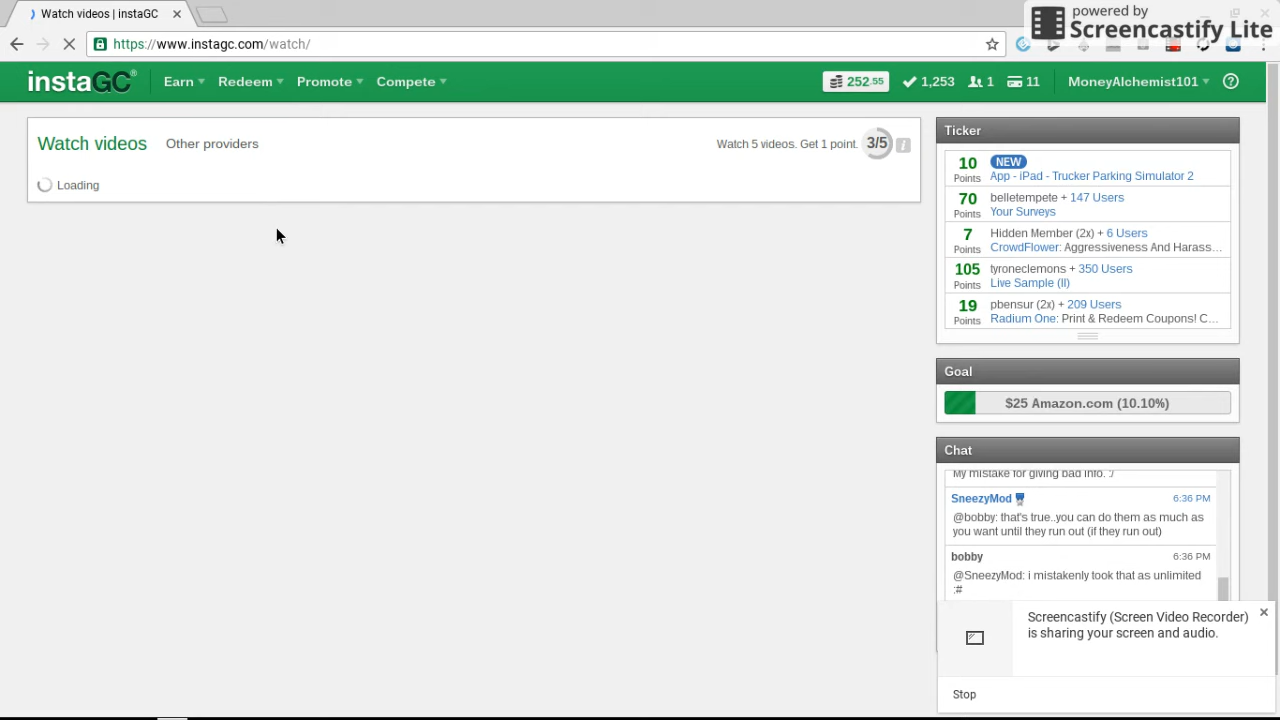 Watch videos | instaGC
powered by
Screencastify Lite
https://www.instagc.com/watch/
instaGC®
Earn
Redeem
Promote
Compete
252.55
1,253
1
11
MoneyAlchemist101
?
Watch videos
Other providers
Watch 5 videos. Get 1 point.
3/5
i
Loading
Ticker
10 NEW
Points App - iPad - Trucker Parking Simulator 2
70 belletempete + 147 Users
Points Your Surveys
7 Hidden Member (2x) + 6 Users
Points CrowdFlower: Aggressiveness And Harass...
105 tyroneclemons + 350 Users
Points Live Sample (II)
19 pbensur (2x) + 209 Users
Points Radium One: Print & Redeem Coupons! C...
Goal
$25 Amazon.com (10.10%)
Chat
My mistake for giving bad info. :/
SneezyMod 6:36 PM
@bobby: that's true..you can do them as much as
you want until they run out (if they run out)
bobby 6:36 PM
@SneezyMod: i mistakenly took that as unlimited
:#
Screencastify (Screen Video Recorder)
is sharing your screen and audio.
Stop